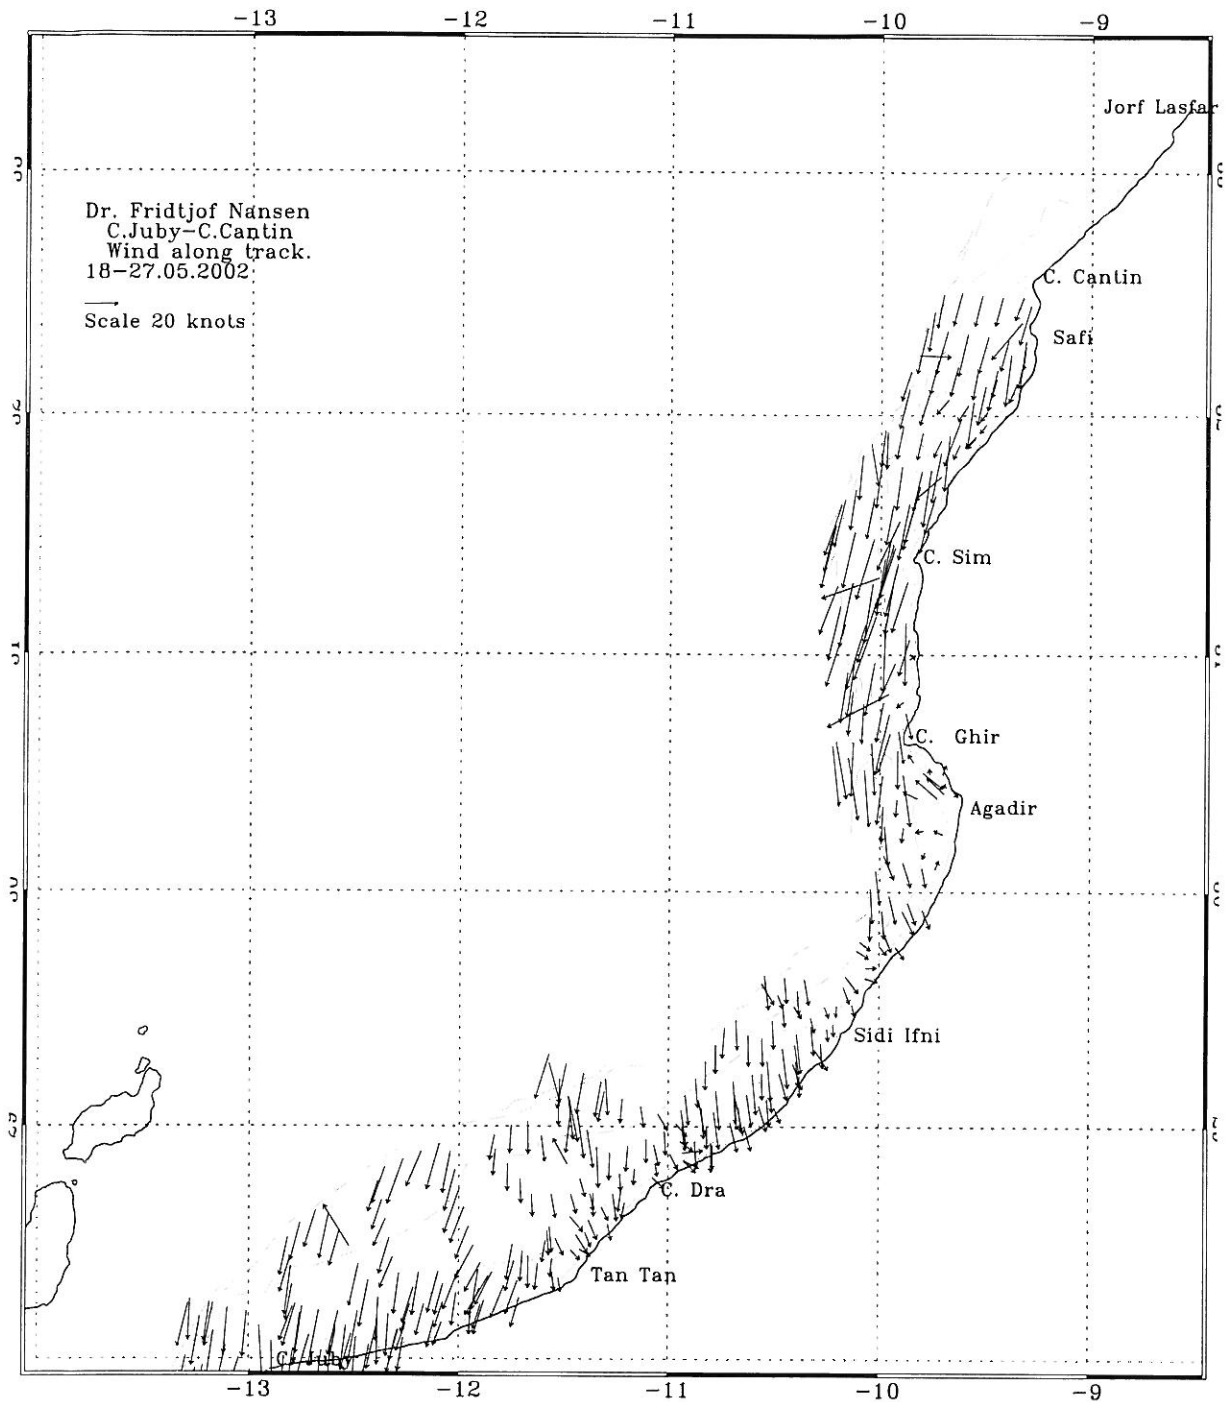 -13 -12 -11 -10 -9
Jorf Lasfar
Dr. Fridtjof Nansen
C.Juby-C.Cantin
Wind along track.
18-27.05.2002
Scale 20 knots
C. Cantin
Safi
C. Sim
C. Ghir
Agadir
Sidi Ifni
C. Dra
Tan Tan
C. Juby
-13 -12 -11 -10 -9